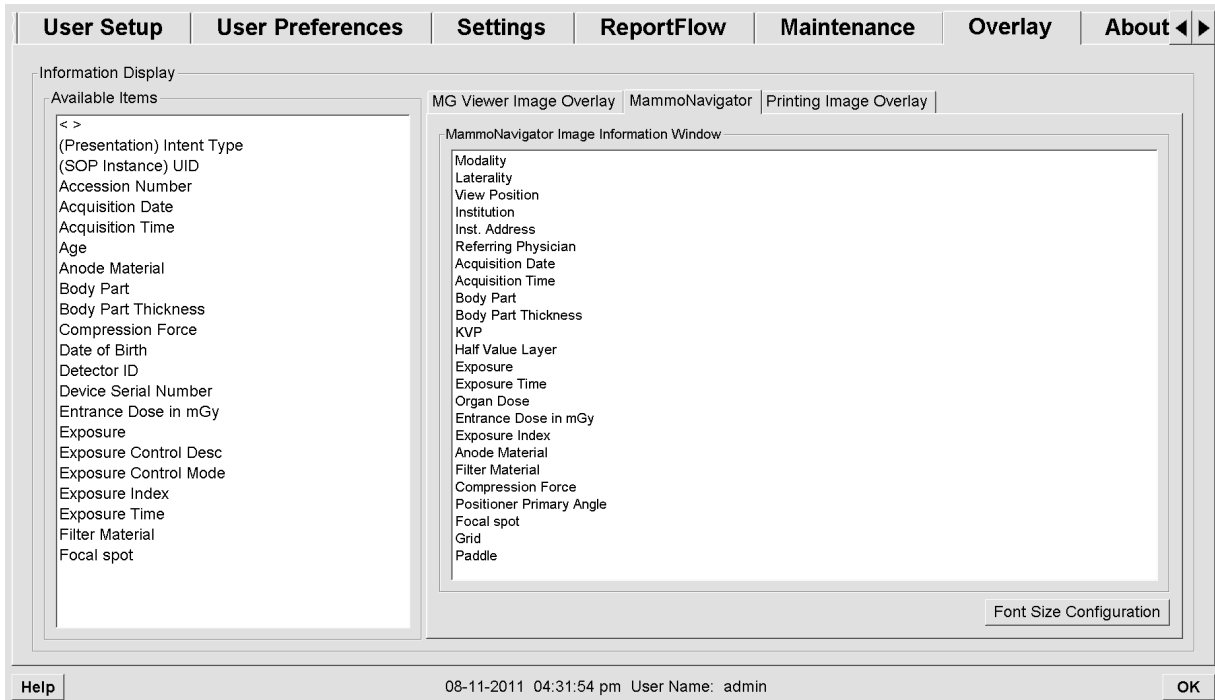 User Setup User Preferences Settings ReportFlow Maintenance Overlay About
Information Display
Available Items
< >
(Presentation) Intent Type
(SOP Instance) UID
Accession Number
Acquisition Date
Acquisition Time
Age
Anode Material
Body Part
Body Part Thickness
Compression Force
Date of Birth
Detector ID
Device Serial Number
Entrance Dose in mGy
Exposure
Exposure Control Desc
Exposure Control Mode
Exposure Index
Exposure Time
Filter Material
Focal spot
MG Viewer Image Overlay MammoNavigator Printing Image Overlay
MammoNavigator Image Information Window
Modality
Laterality
View Position
Institution
Inst. Address
Referring Physician
Acquisition Date
Acquisition Time
Body Part
Body Part Thickness
KVP
Half Value Layer
Exposure
Exposure Time
Organ Dose
Entrance Dose in mGy
Exposure Index
Anode Material
Filter Material
Compression Force
Positioner Primary Angle
Focal spot
Grid
Paddle
Font Size Configuration
Help 08-11-2011 04:31:54 pm User Name: admin OK